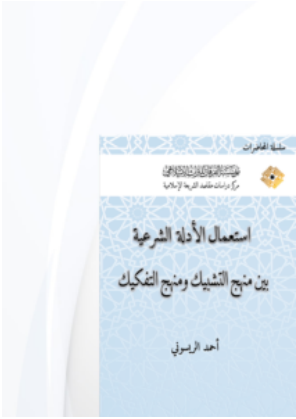 سلسلة المحاضرات
مؤسسة الفرقان للتراث الإسلامي
مركز دراسات مقاصد الشريعة الإسلامية
استعمال الأدلة الشرعية
بين منهج التشبيك ومنهج التفكيك
أحمد الريسوني